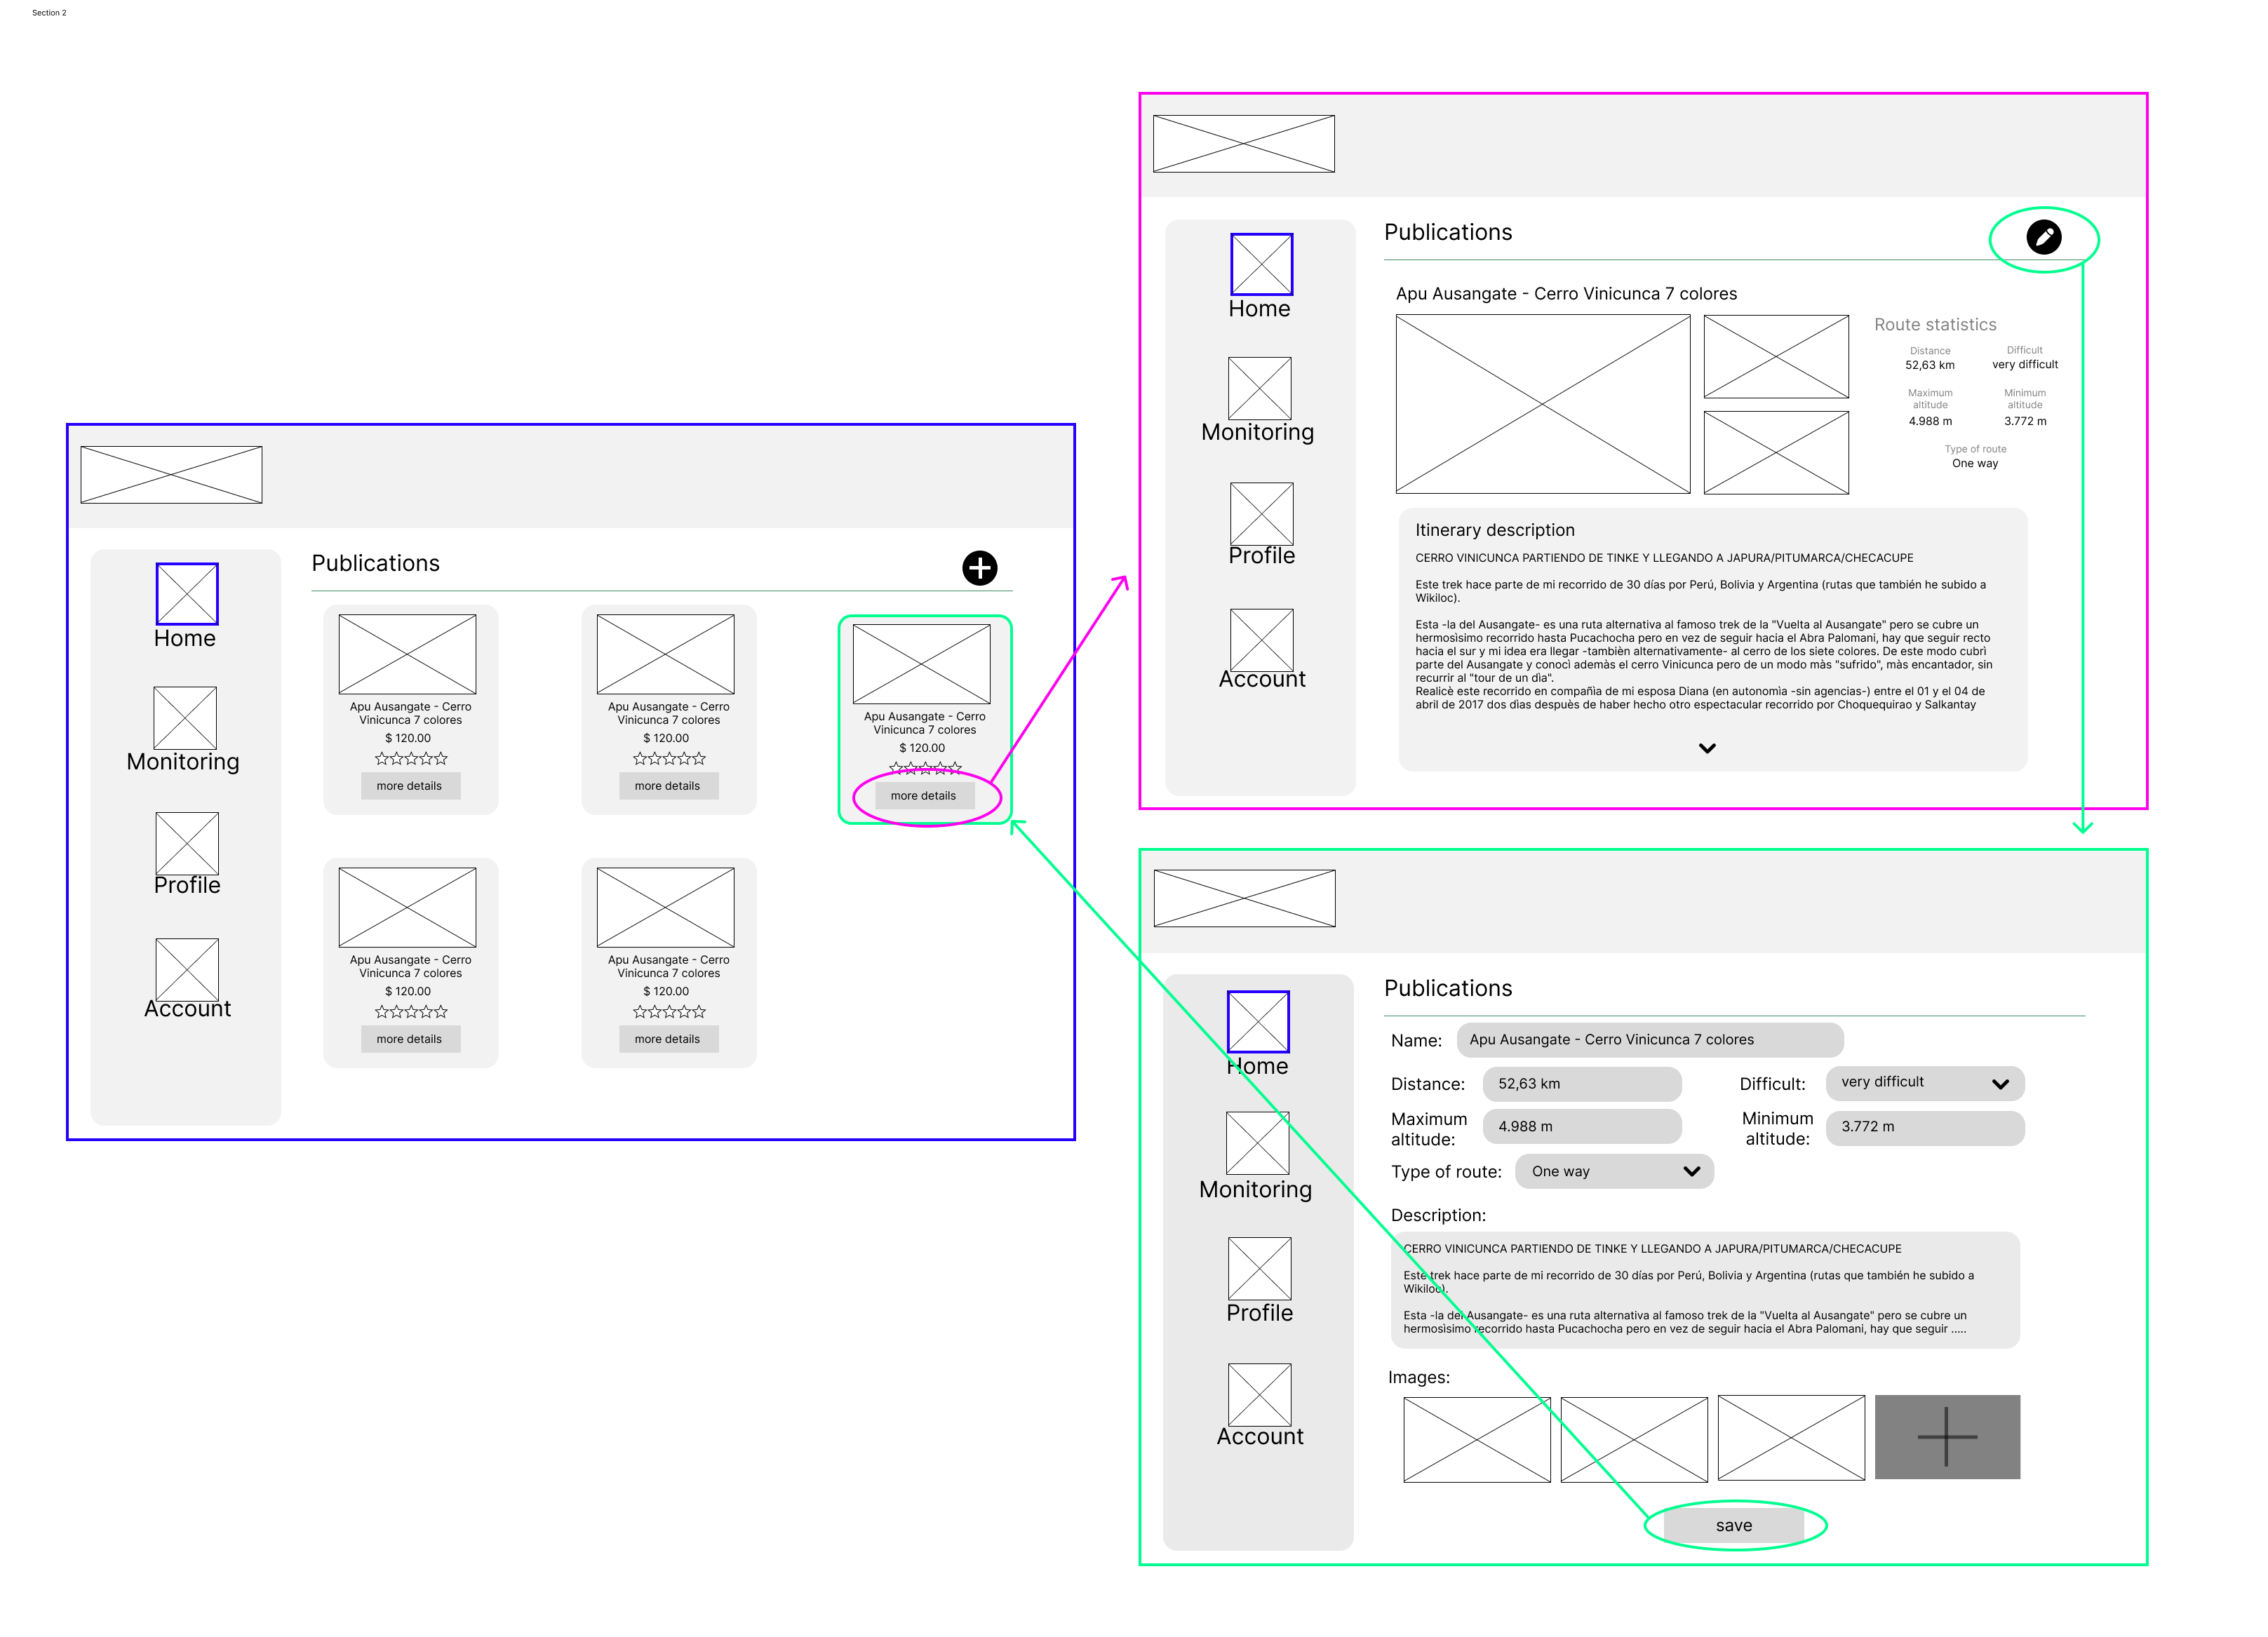 Section 2
Home
Monitoring
Profile
Account
Publications
Apu Ausangate - Cerro
Vinicunca 7 colores
$ 120.00
more details
Apu Ausangate - Cerro
Vinicunca 7 colores
$ 120.00
more details
Apu Ausangate - Cerro
Vinicunca 7 colores
$ 120.00
more details
Apu Ausangate - Cerro
Vinicunca 7 colores
$ 120.00
more details
Apu Ausangate - Cerro
Vinicunca 7 colores
$ 120.00
more details
Home
Monitoring
Profile
Account
Publications
Apu Ausangate - Cerro Vinicunca 7 colores
Route statistics
Distance
52,63 km
Difficult
very difficult
Maximum
altitude
4.988 m
Minimum
altitude
3.772 m
Type of route
One way
Itinerary description
CERRO VINICUNCA PARTIENDO DE TINKE Y LLEGANDO A JAPURA/PITUMARCA/CHECACUPE
Este trek hace parte de mi recorrido de 30 días por Perú, Bolivia y Argentina (rutas que también he subido a
Wikiloc).
Esta -la del Ausangate- es una ruta alternativa al famoso trek de la "Vuelta al Ausangate" pero se cubre un
hermosìsimo recorrido hasta Pucachocha pero en vez de seguir hacia el Abra Palomani, hay que seguir recto
hacia el sur y mi idea era llegar -tambièn alternativamente- al cerro de los siete colores. De este modo cubrì
parte del Ausangate y conocì ademàs el cerro Vinicunca pero de un modo màs "sufrido", màs encantador, sin
recurrir al "tour de un dìa".
Realicè este recorrido en compañìa de mi esposa Diana (en autonomìa -sin agencias-) entre el 01 y el 04 de
abril de 2017 dos dìas despuès de haber hecho otro espectacular recorrido por Choquequirao y Salkantay
Home
Monitoring
Profile
Account
Publications
Name:
Apu Ausangate - Cerro Vinicunca 7 colores
Distance:
52,63 km
Difficult:
very difficult
Maximum
altitude:
4.988 m
Minimum
altitude:
3.772 m
Type of route:
One way
Description:
CERRO VINICUNCA PARTIENDO DE TINKE Y LLEGANDO A JAPURA/PITUMARCA/CHECACUPE
Este trek hace parte de mi recorrido de 30 días por Perú, Bolivia y Argentina (rutas que también he subido a
Wikiloc).
Esta -la del Ausangate- es una ruta alternativa al famoso trek de la "Vuelta al Ausangate" pero se cubre un
hermosìsimo recorrido hasta Pucachocha pero en vez de seguir hacia el Abra Palomani, hay que seguir .....
Images:
save